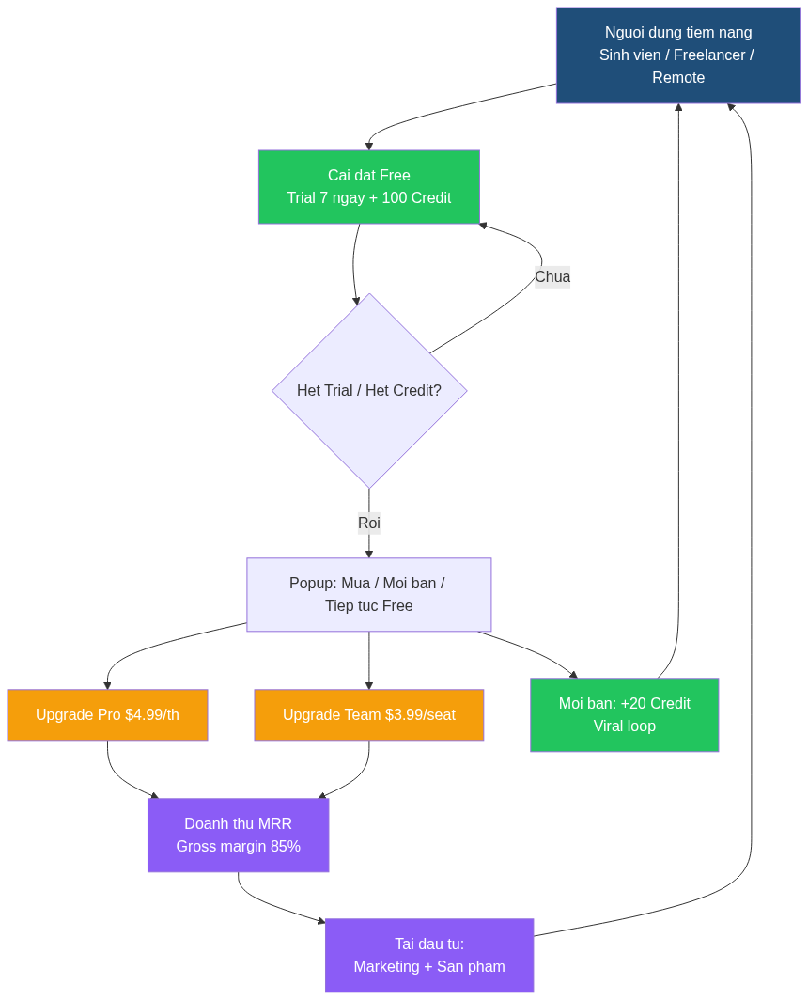 Nguoi dung tiem nang
Sinh vien / Freelancer /
Remote
Cai dat Free
Trial 7 ngay + 100 Credit
Chua
Het Trial / Het Credit?
Roi
Popup: Mua / Moi ban /
Tiep tuc Free
Upgrade Pro $4.99/th
Upgrade Team $3.99/seat
Moi ban: +20 Credit
Viral loop
Doanh thu MRR
Gross margin 85%
Tai dau tu:
Marketing + San pham